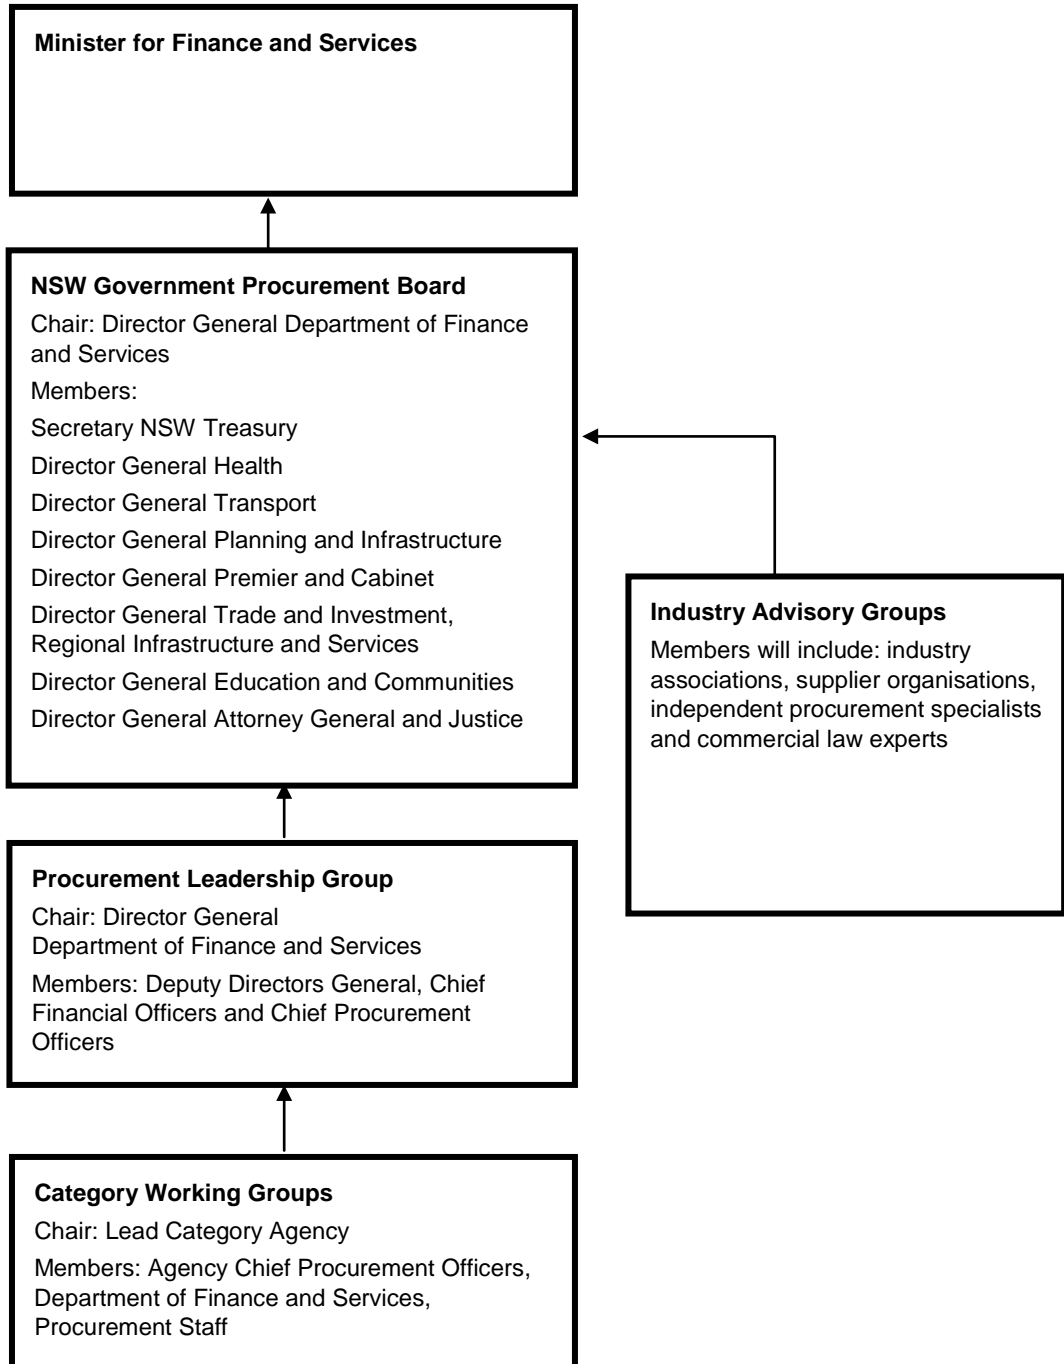 Minister for Finance and Services
NSW Government Procurement Board
Chair: Director General Department of Finance
and Services
Members:
Secretary NSW Treasury
Director General Health
Director General Transport
Director General Planning and Infrastructure
Director General Premier and Cabinet
Director General Trade and Investment,
Regional Infrastructure and Services
Director General Education and Communities
Director General Attorney General and Justice
Industry Advisory Groups
Members will include: industry
associations, supplier organisations,
independent procurement specialists
and commercial law experts
Procurement Leadership Group
Chair: Director General
Department of Finance and Services
Members: Deputy Directors General, Chief
Financial Officers and Chief Procurement
Officers
Category Working Groups
Chair: Lead Category Agency
Members: Agency Chief Procurement Officers,
Department of Finance and Services,
Procurement Staff